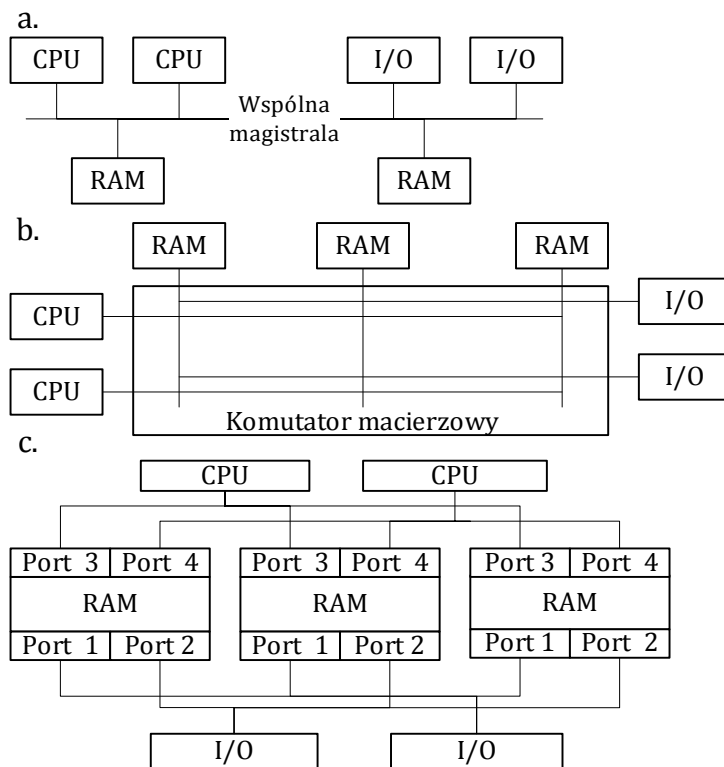 a.
CPU CPU I/O I/O
Wspólna
magistrala
RAM RAM
b.
RAM RAM RAM
I/O
CPU
I/O
CPU
Komutator macierzowy
c.
CPU CPU
Port 3 Port 4 Port 3 Port 4 Port 3 Port 4
RAM RAM RAM
Port 1 Port 2 Port 1 Port 2 Port 1 Port 2
I/O I/O